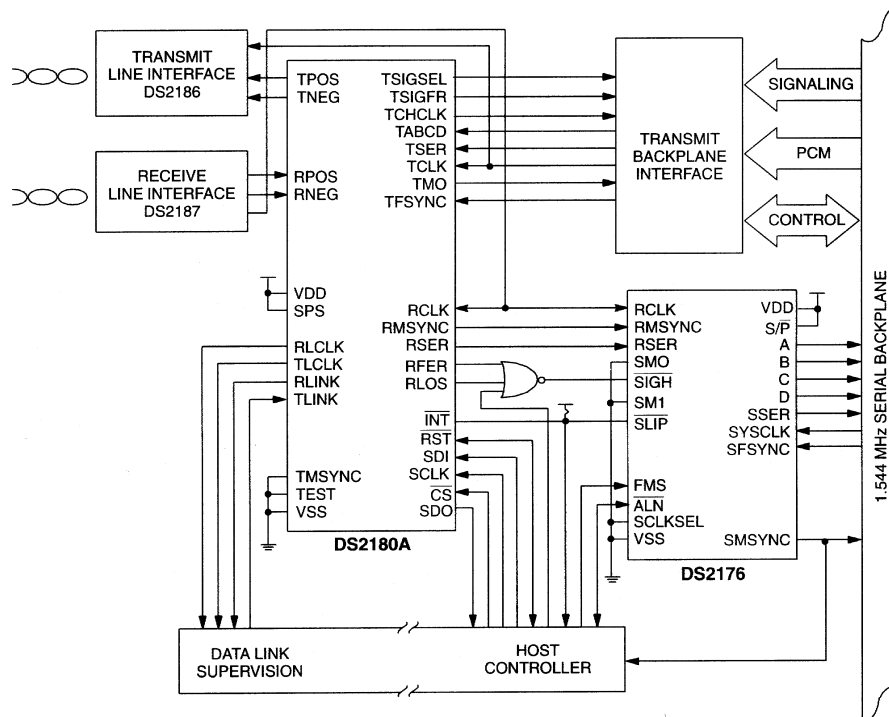 TRANSMIT
LINE INTERFACE
DS2186
RECEIVE
LINE INTERFACE
DS2187
TPOS
TNEG
RPOS
RNEG
VDD
SPS
RLCLK
TLCLK
RLINK
TLINK
TMSYNC
TEST
VSS
TSIGSEL
TSIGFR
TCHCLK
TABCD
TSER
TCLK
TMO
TFSYNC
RCLK
RMSYNC
RSER
RFER
RLOS
INT
RST
SDI
SCLK
CS
SDO
DS2180A
TRANSMIT
BACKPLANE
INTERFACE
SIGNALING
PCM
CONTROL
RCLK
RMSYNC
RSER
SMO
SIGH
SM1
SLIP
FMS
ALN
SCLKSEL
VSS
VDD
S/P
A
B
C
D
SSER
SYSCLK
SFSYNC
SMSYNC
DS2176
1.544 MHz SERIAL BACKPLANE
DATA LINK
SUPERVISION
HOST
CONTROLLER